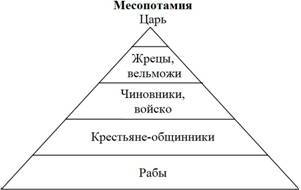 Месопотамия
Царь
Жрецы,
вельможи
Чиновники,
войско
Крестьяне-общинники
Рабы